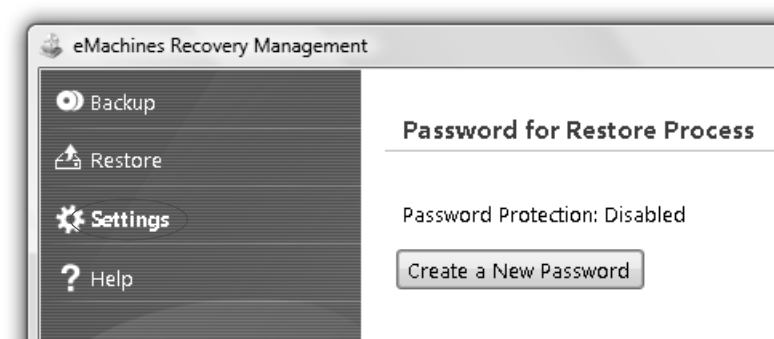 eMachines Recovery Management
Backup
Restore
Settings
Help
Password for Restore Process
Password Protection: Disabled
Create a New Password